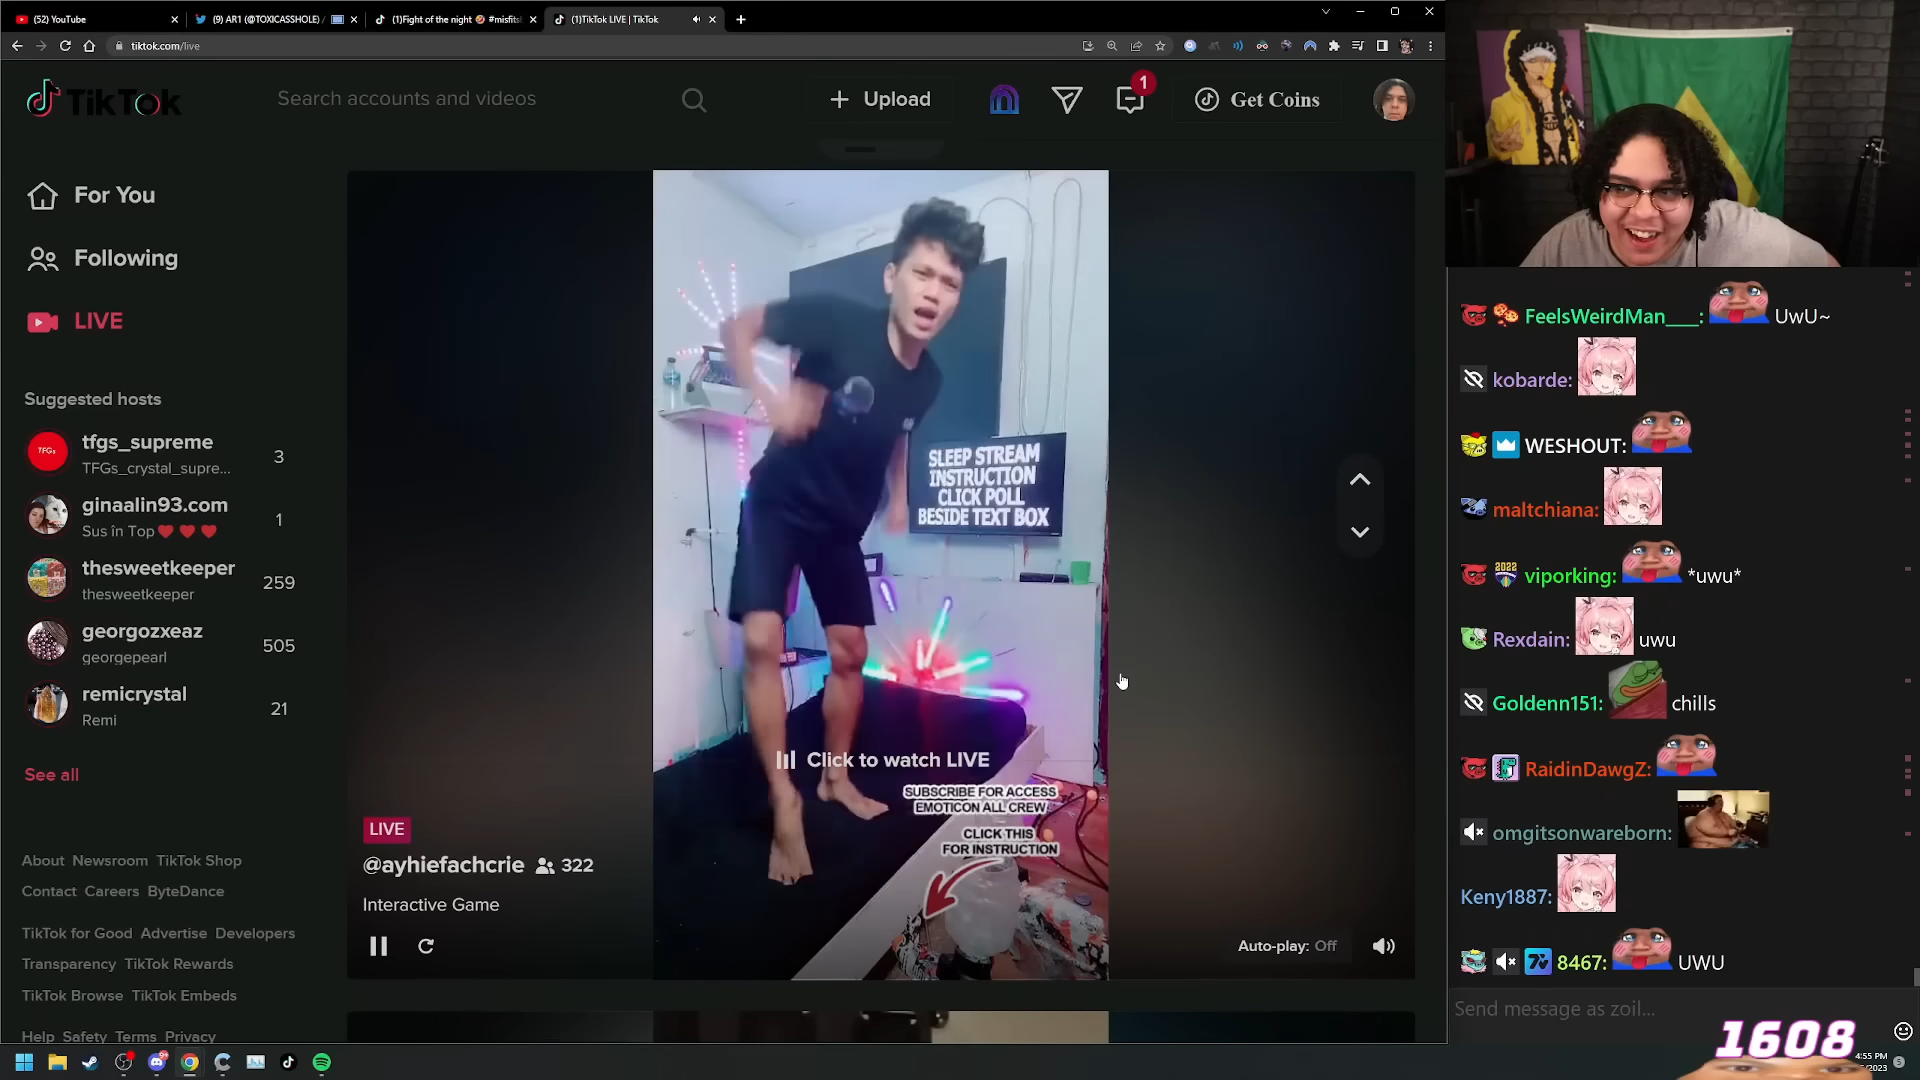 (52) YouTube
(9) AR1 (@TOXICASSHOLE) /
(1)Fight of the night 🤣 #misfits
(1)TikTok LIVE | TikTok
tiktok.com/live
TikTok
Search accounts and videos
Upload
1
Get Coins
For You
Following
LIVE
Suggested hosts
TFGs
tfgs_supreme
3
TFGs_crystal_supre...
ginaalin93.com
1
Sus în Top❤️❤️❤️
thesweetkeeper
259
thesweetkeeper
georgozxeaz
505
georgepearl
remicrystal
21
Remi
See all
About Newsroom TikTok Shop
Contact Careers ByteDance
TikTok for Good Advertise Developers
Transparency TikTok Rewards
TikTok Browse TikTok Embeds
Help Safety Terms Privacy
SLEEP STREAM
INSTRUCTION
CLICK POLL
BESIDE TEXT BOX
Click to watch LIVE
SUBSCRIBE FOR ACCESS
EMOTICON ALL CREW
CLICK THIS
FOR INSTRUCTION
LIVE
@ayhiefachcrie 322
Interactive Game
Auto-play: Off
FeelsWeirdMan___: UwU~
kobarde:
WESHOUT:
maltchiana:
2022 viporking: *uwu*
Rexdain: uwu
Goldenn151: chills
RaidinDawgZ:
omgitsonwareborn:
Keny1887:
8467: UWU
Send message as zoil...
1608
4:55 PM
/2023
5